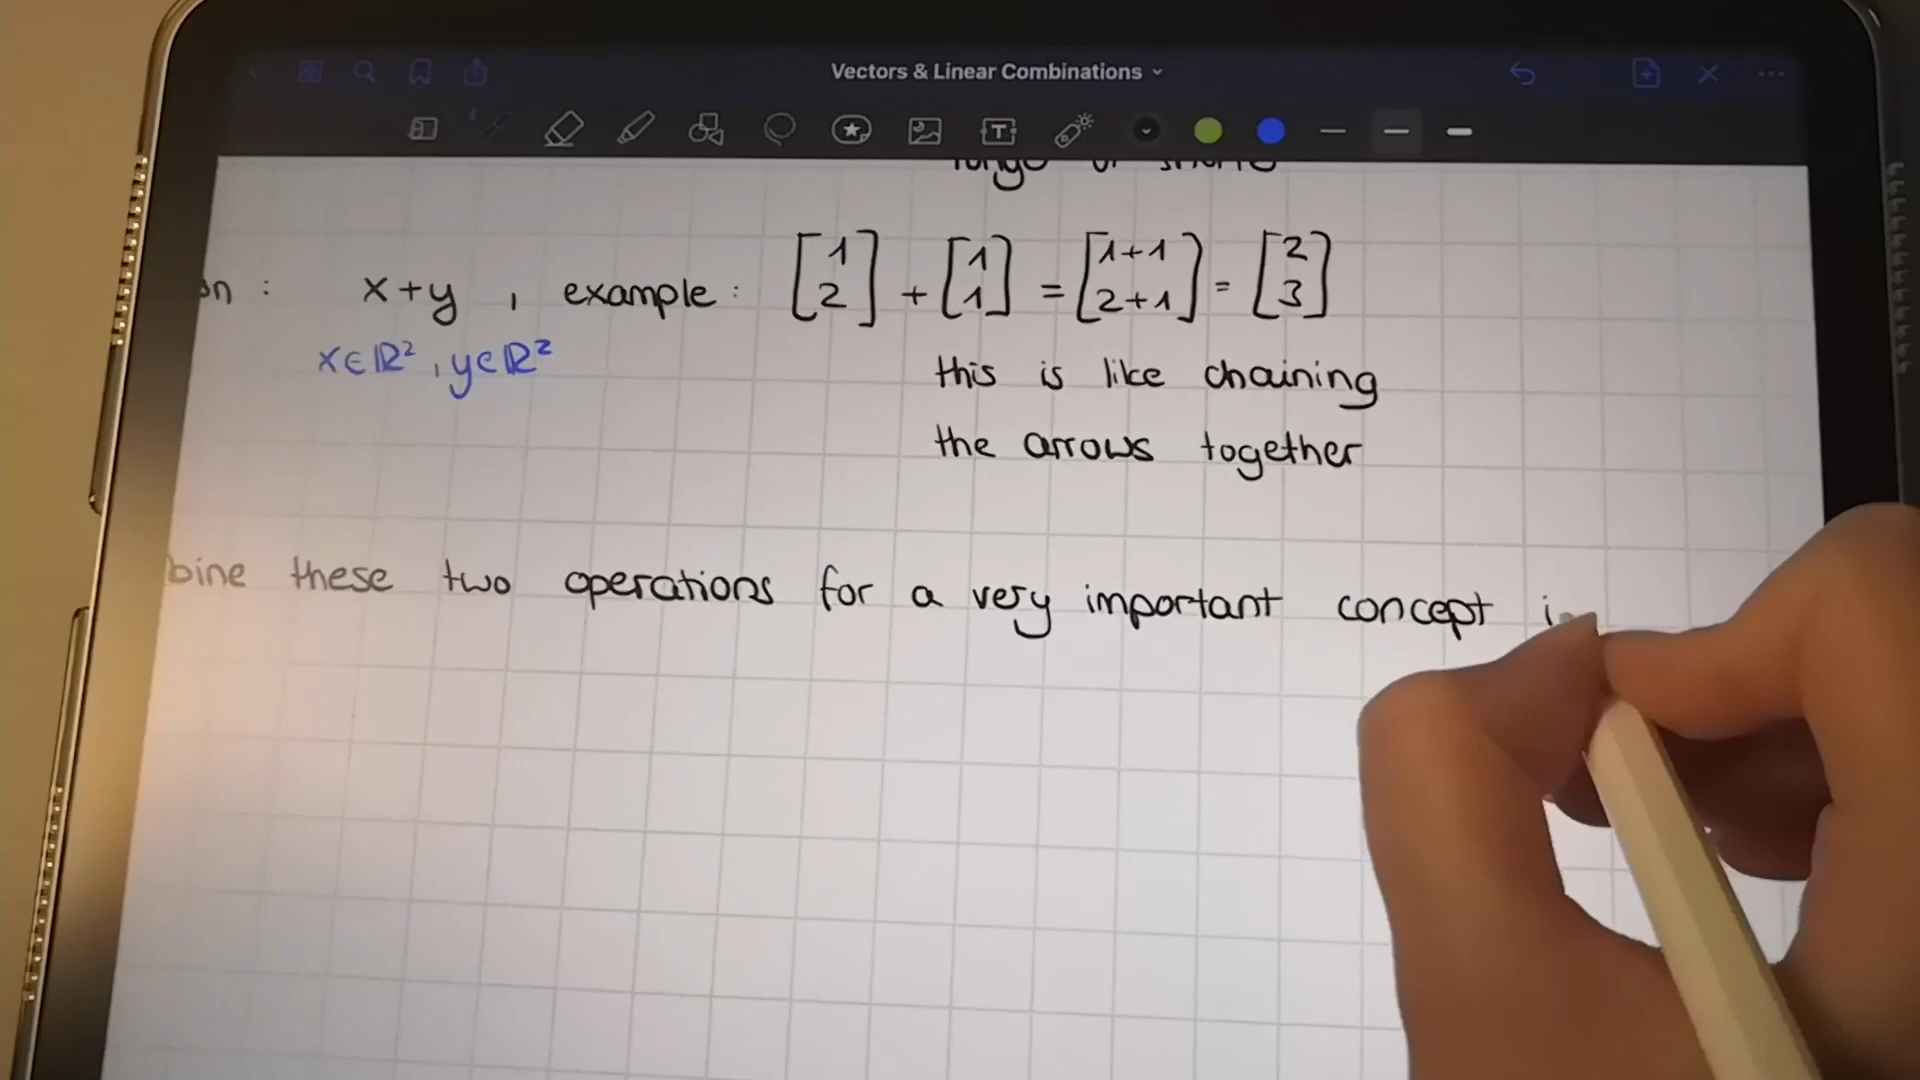 Vectors & Linear Combinations
on : x+y , example : [1 2] + [1 1] = [1+1 2+1] = [2 3]
x∈ℝ², y∈ℝ²
this is like chaining
the arrows together
bine these two operations for a very important concept